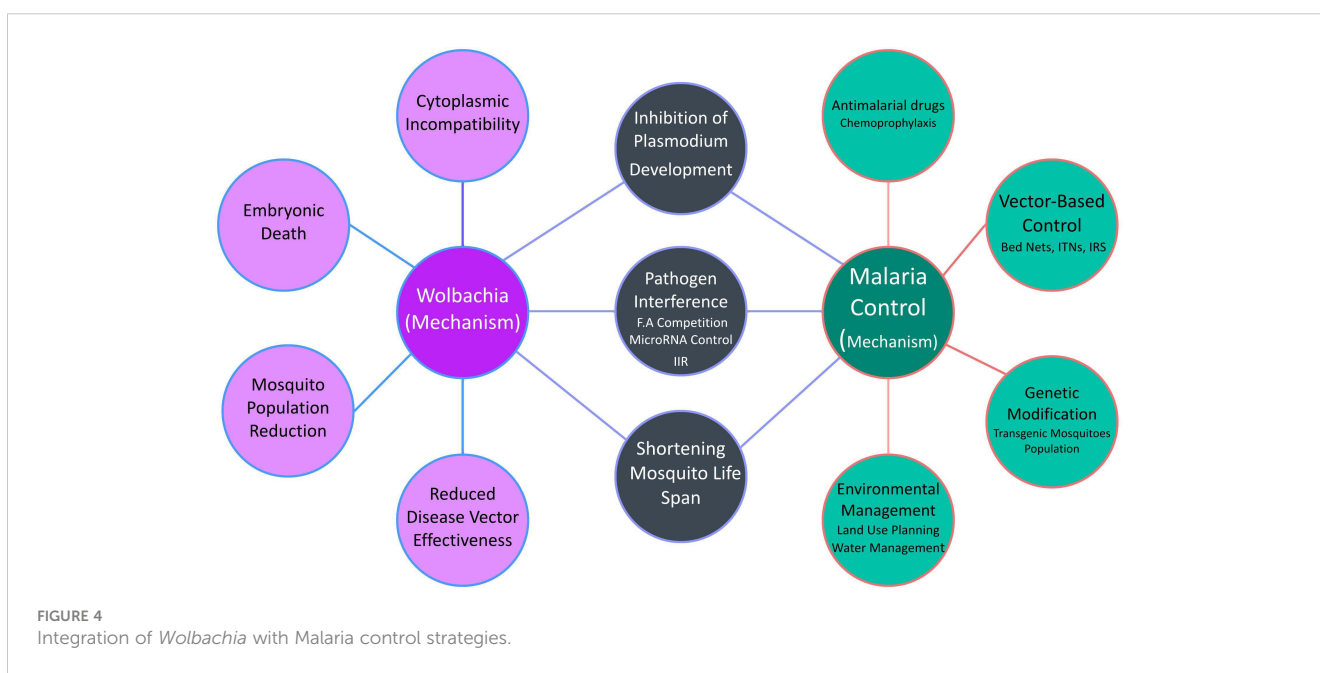 Cytoplasmic
Incompatibility
Embryonic
Death
Wolbachia
(Mechanism)
Mosquito
Population
Reduction
Reduced
Disease Vector
Effectiveness
Inhibition of
Plasmodium
Development
Pathogen
Interference
F.A Competition
MicroRNA Control
IIR
Shortening
Mosquito Life
Span
Antimalarial drugs
Chemoprophylaxis
Vector-Based
Control
Bed Nets, ITNs, IRS
Malaria
Control
(Mechanism)
Genetic
Modification
Transgenic Mosquitoes
Population
Environmental
Management
Land Use Planning
Water Management
FIGURE 4
Integration of Wolbachia with Malaria control strategies.